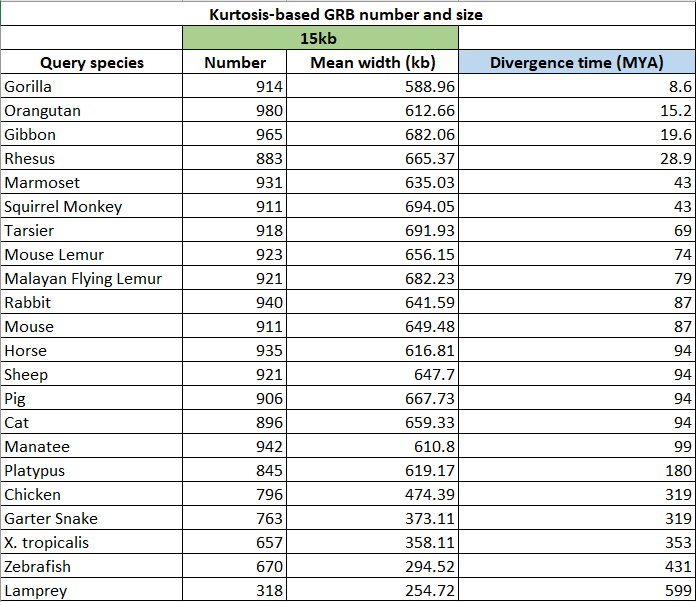 Kurtosis-based GRB number and size
15kb
Query species Number Mean width (kb) Divergence time (MYA)
Gorilla 914 588.96 8.6
Orangutan 980 612.66 15.2
Gibbon 965 682.06 19.6
Rhesus 883 665.37 28.9
Marmoset 931 635.03 43
Squirrel Monkey 911 694.05 43
Tarsier 918 691.93 69
Mouse Lemur 923 656.15 74
Malayan Flying Lemur 921 682.23 79
Rabbit 940 641.59 87
Mouse 911 649.48 87
Horse 935 616.81 94
Sheep 921 647.7 94
Pig 906 667.73 94
Cat 896 659.33 94
Manatee 942 610.8 99
Platypus 845 619.17 180
Chicken 796 474.39 319
Garter Snake 763 373.11 319
X. tropicalis 657 358.11 353
Zebrafish 670 294.52 431
Lamprey 318 254.72 599